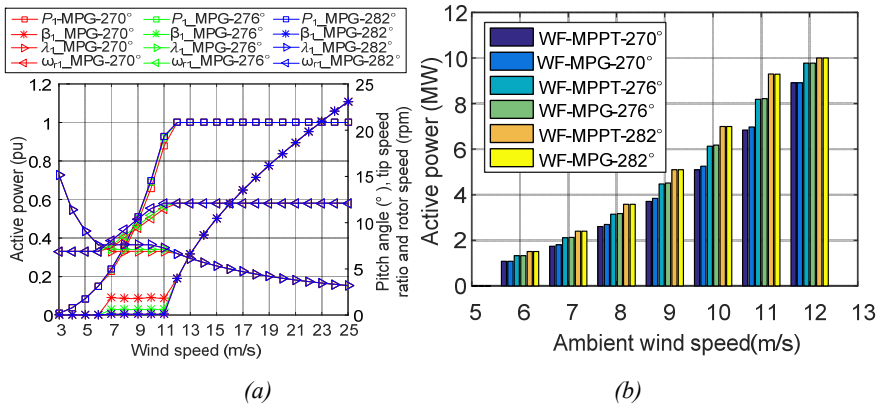 P₁-MPG-270° P₁_MPG-276° P₁_MPG-282°
β₁_MPG-270° β₁_MPG-276° β₁_MPG-282°
λ₁_MPG-270° λ₁_MPG-276° λ₁_MPG-282°
ωr1_MPG-270° ωr1_MPG-276° ωr1_MPG-282°
1.2
1
0.8
0.6
0.4
0.2
0
Active power (pu)
25
20
15
10
5
0
Pitch angle (°), tip speed
ratio and rotor speed (rpm)
3 5 7 9 11 13 15 17 19 21 23 25
Wind speed (m/s)
(a)
12
10
8
6
4
2
0
Active power (MW)
WF-MPPT-270°
WF-MPG-270°
WF-MPPT-276°
WF-MPG-276°
WF-MPPT-282°
WF-MPG-282°
5 6 7 8 9 10 11 12 13
Ambient wind speed(m/s)
(b)